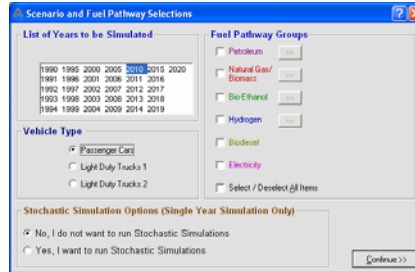 Scenario and Fuel Pathway Selections
List of Years to be Simulated
1990 1995 2000 2005 2010 2015 2020
1991 1996 2001 2006 2011 2016
1992 1997 2002 2007 2012 2017
1993 1998 2003 2008 2013 2018
1994 1999 2004 2009 2014 2019
Vehicle Type
Passenger Cars
Light Duty Trucks 1
Light Duty Trucks 2
Fuel Pathway Groups
Petroleum >>
Natural Gas/
Biomass >>
Bio-Ethanol >>
Hydrogen >>
Biodiesel
Electricity
Select / Deselect All Items
Stochastic Simulation Options (Single Year Simulation Only)
No, I do not want to run Stochastic Simulations
Yes, I want to run Stochastic Simulations
Continue >>